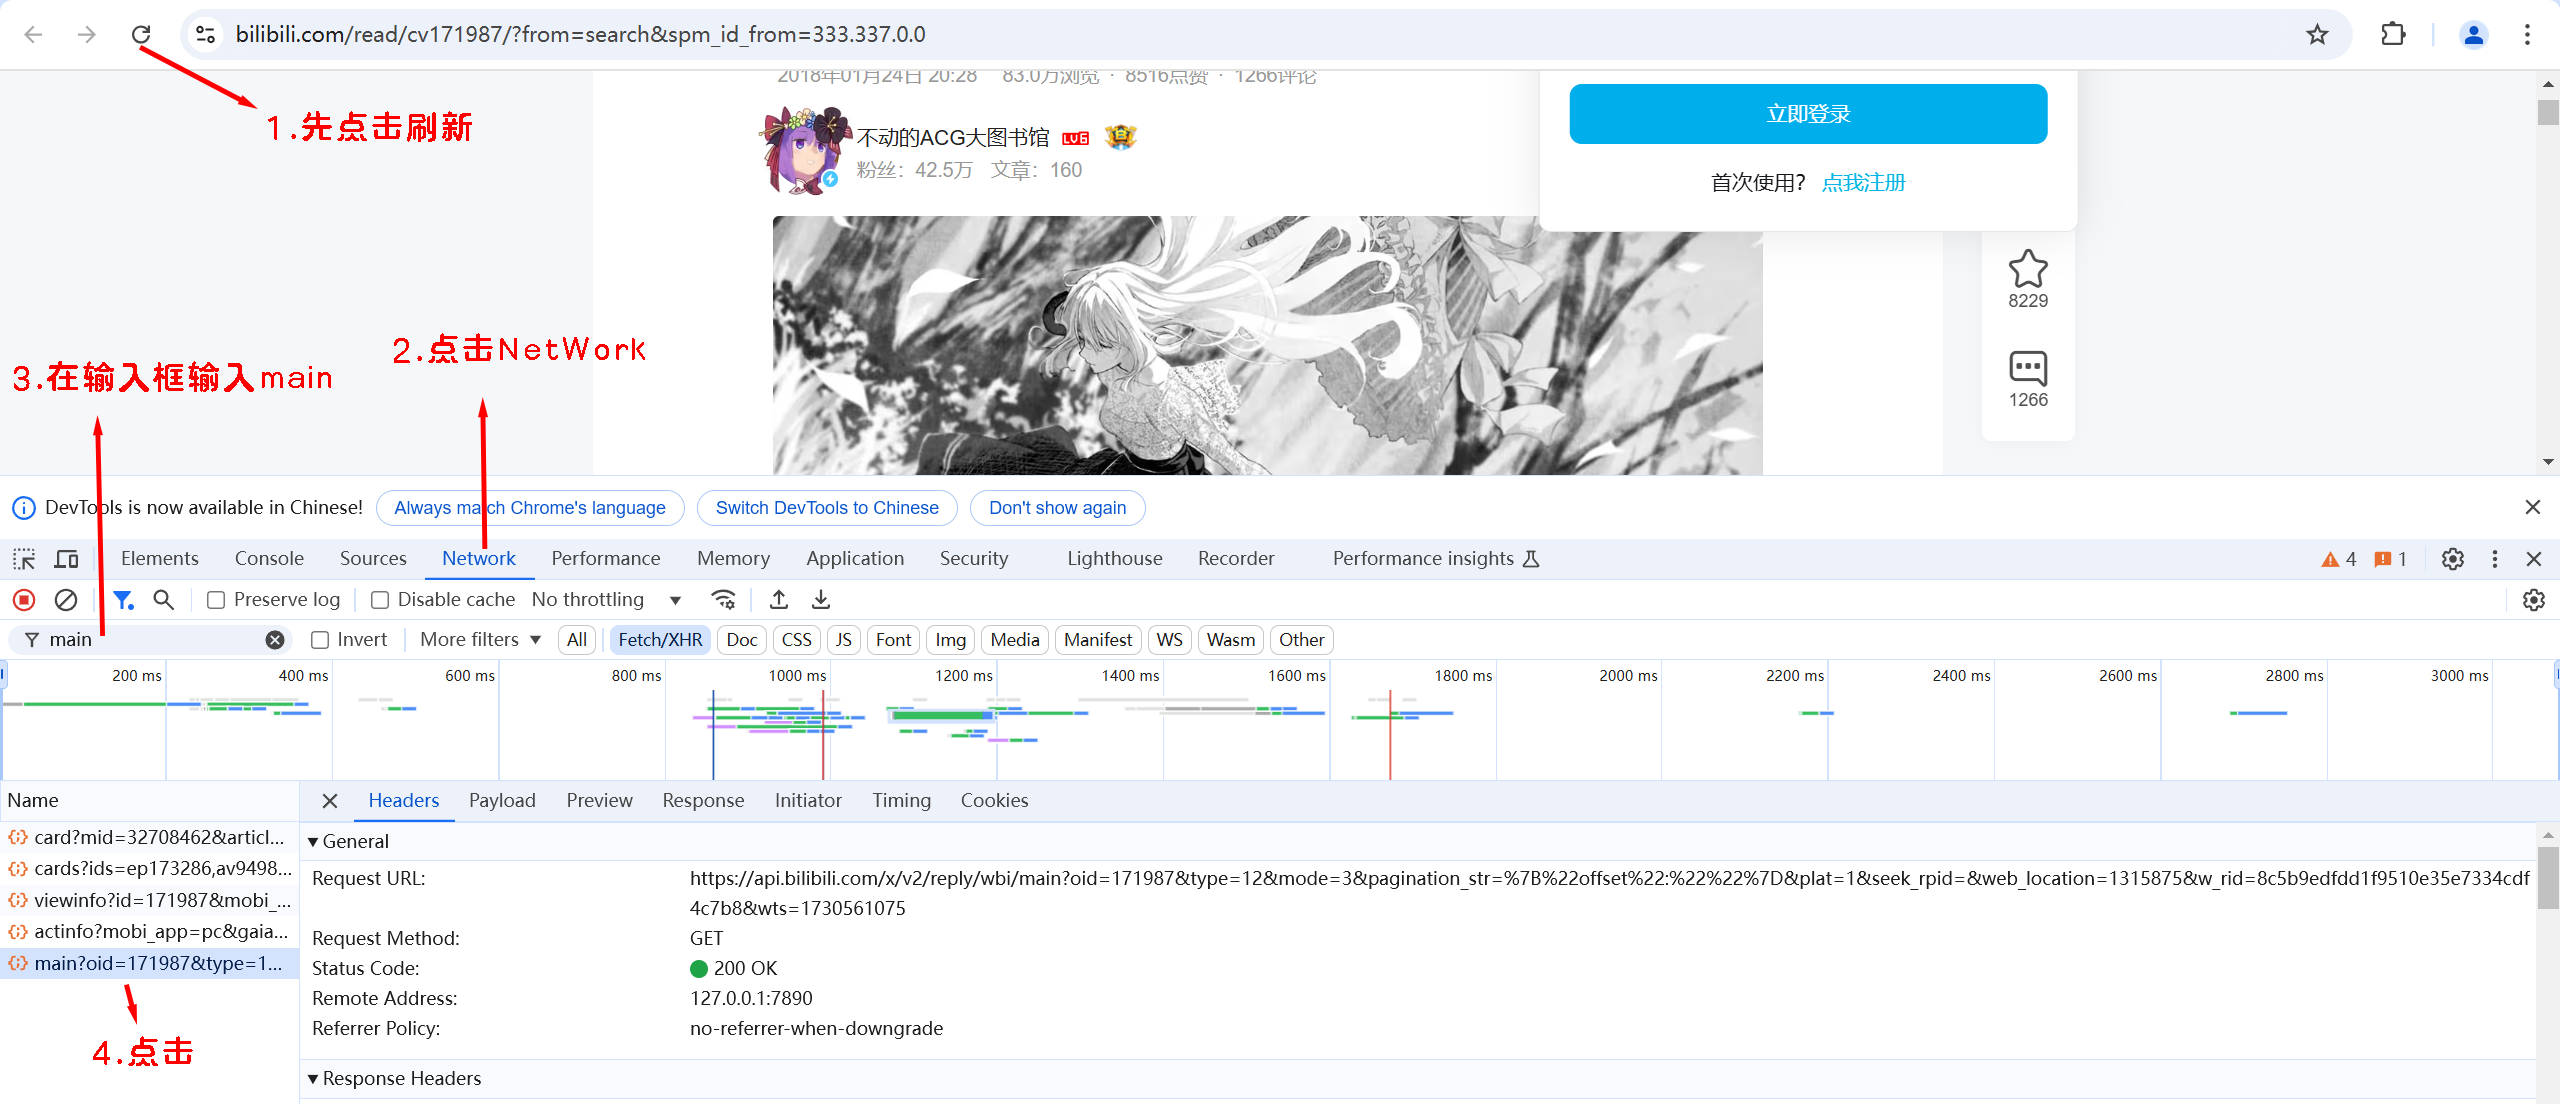 bilibili.com/read/cv171987/?from=search&spm_id_from=333.337.0.0
2018年01月24日 20:28 83.0万浏览 · 8516点赞 · 1266评论
立即登录
1.先点击刷新
不动的ACG大图书馆 LV6
粉丝：42.5万 文章：160
首次使用？ 点我注册
8229
1266
2.点击NetWork
3.在输入框输入main
DevTools is now available in Chinese! Always match Chrome's language Switch DevTools to Chinese Don't show again
Elements Console Sources Network Performance Memory Application Security Lighthouse Recorder Performance insights 4 1
Preserve log Disable cache No throttling
main Invert More filters All Fetch/XHR Doc CSS JS Font Img Media Manifest WS Wasm Other
200 ms 400 ms 600 ms 800 ms 1000 ms 1200 ms 1400 ms 1600 ms 1800 ms 2000 ms 2200 ms 2400 ms 2600 ms 2800 ms 3000 ms
Name
Headers Payload Preview Response Initiator Timing Cookies
card?mid=32708462&articl...
cards?ids=ep173286,av9498...
viewinfo?id=171987&mobi_...
actinfo?mobi_app=pc&gaia...
main?oid=171987&type=1...
4.点击
General
Request URL: https://api.bilibili.com/x/v2/reply/wbi/main?oid=171987&type=12&mode=3&pagination_str=%7B%22offset%22:%22%22%7D&plat=1&seek_rpid=&web_location=1315875&w_rid=8c5b9edfdd1f9510e35e7334cdf
4c7b8&wts=1730561075
Request Method: GET
Status Code: 200 OK
Remote Address: 127.0.0.1:7890
Referrer Policy: no-referrer-when-downgrade
Response Headers